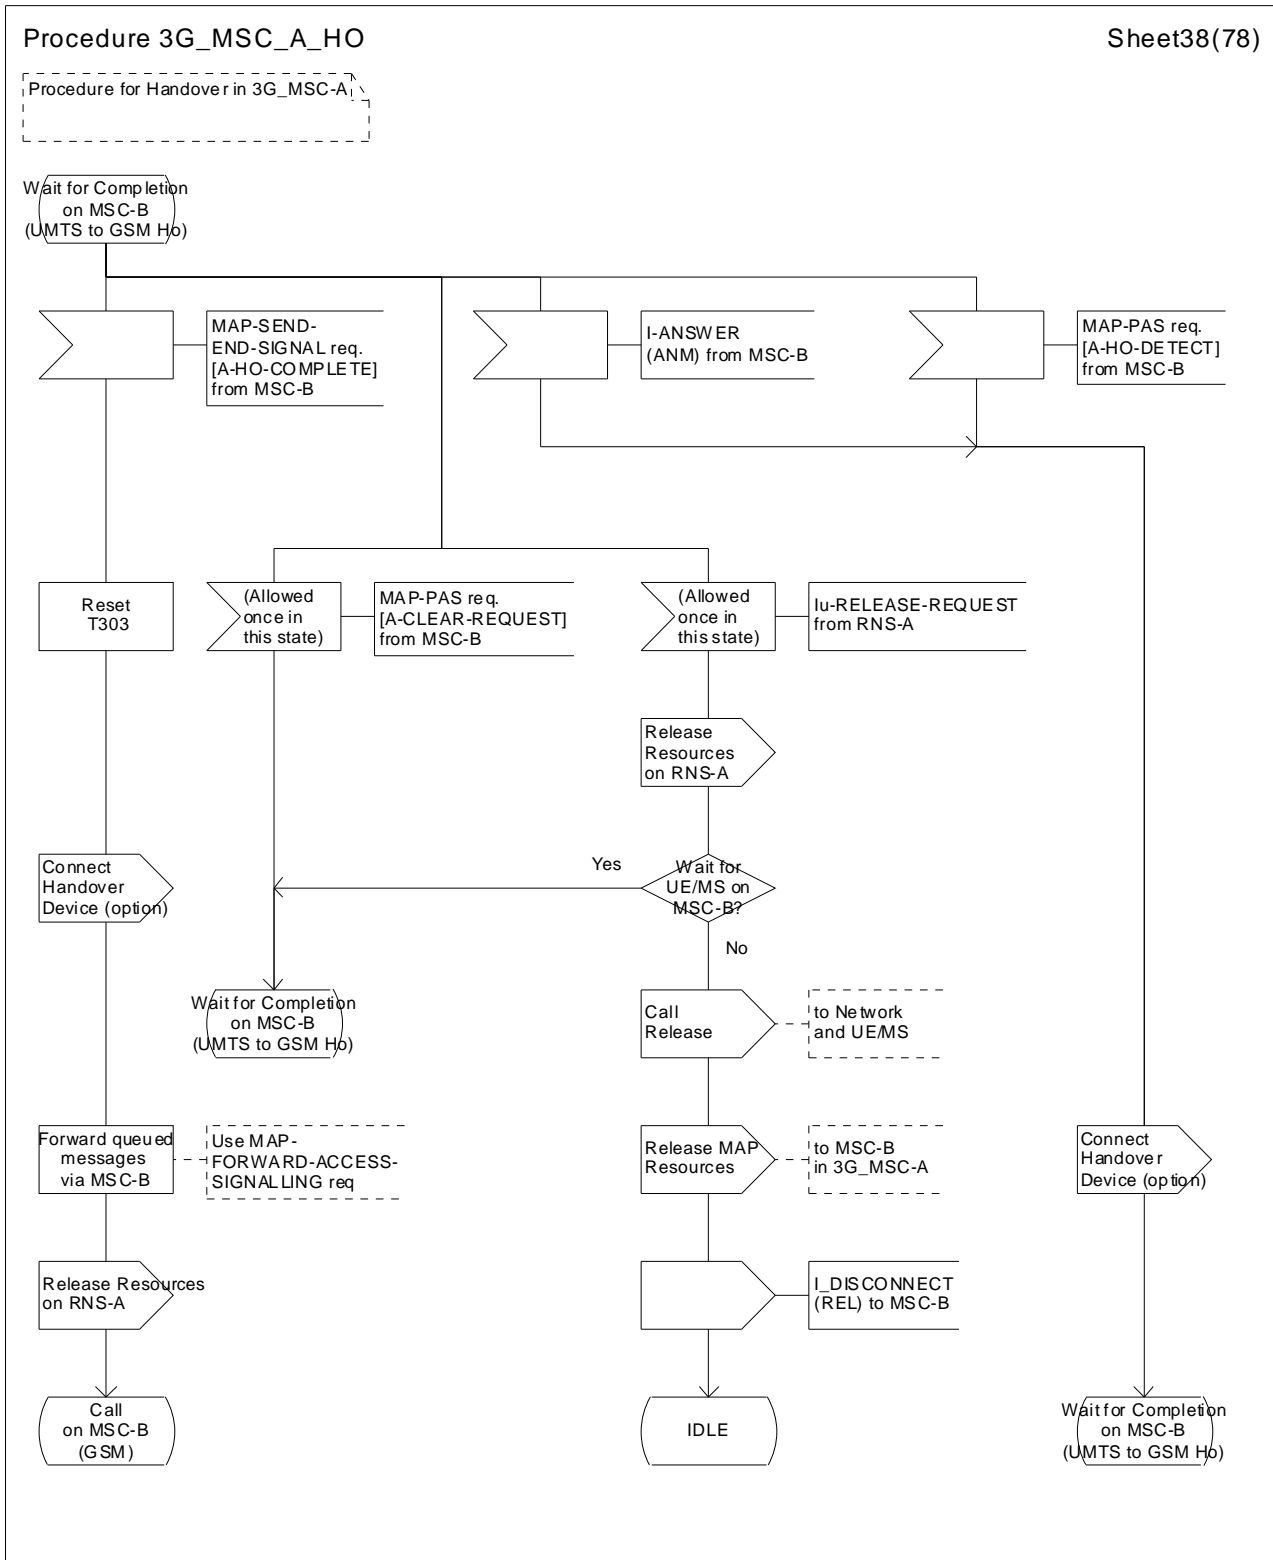 Procedure 3G_MSC_A_HO
Sheet38(78)
Procedure for Handover in 3G_MSC-A
Wait for Completion
on MSC-B
(UMTS to GSM Ho)
MAP-SEND-
END-SIGNAL req.
[A-HO-COMPLETE]
from MSC-B
I-ANSWER
(ANM) from MSC-B
MAP-PAS req.
[A-HO-DETECT]
from MSC-B
Reset
T303
(Allowed
once in
this state)
MAP-PAS req.
[A-CLEAR-REQUEST]
from MSC-B
(Allowed
once in
this state)
Iu-RELEASE-REQUEST
from RNS-A
Release
Resources
on RNS-A
Connect
Handover
Device (option)
Yes
Wait for
UE/MS on
MSC-B?
No
Wait for Completion
on MSC-B
(UMTS to GSM Ho)
Call
Release
to Network
and UE/MS
Forward queued
messages
via MSC-B
Use MAP-
FORWARD-ACCESS-
SIGNALLING req
Release MAP
Resources
to MSC-B
in 3G_MSC-A
Connect
Handover
Device (option)
Release Resources
on RNS-A
I_DISCONNECT
(REL) to MSC-B
Call
on MSC-B
(GSM)
IDLE
Wait for Completion
on MSC-B
(UMTS to GSM Ho)